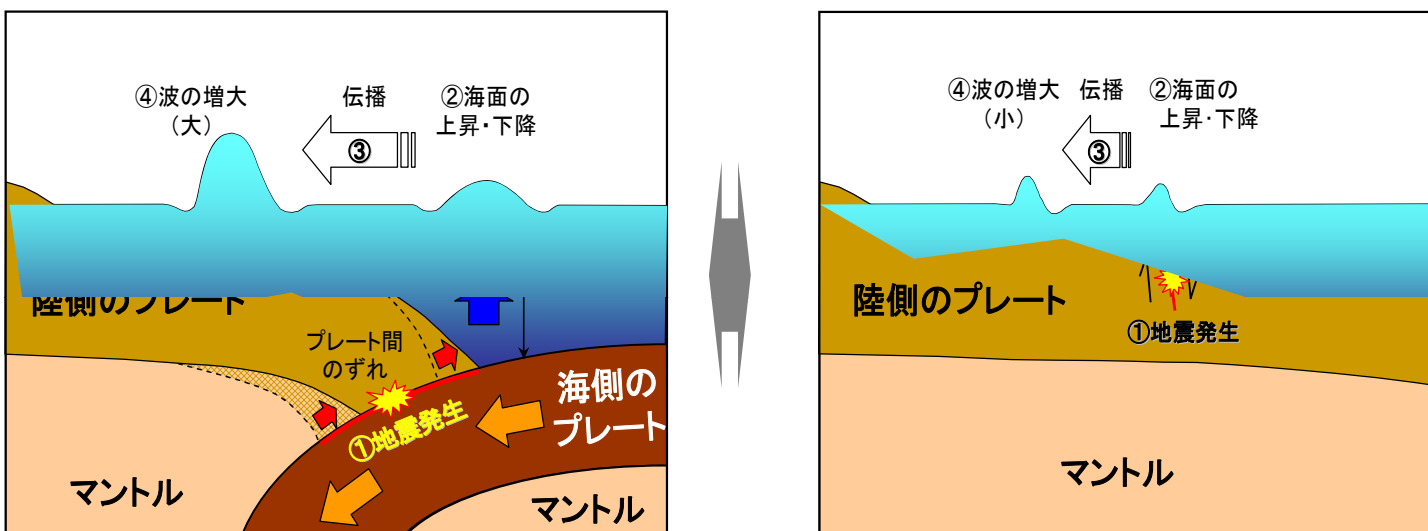 ④波の増大
(大)
伝播
②海面の
上昇・下降
③
陸側のプレート
プレート間
のずれ
①地震発生
海側の
プレート
マントル
マントル
④波の増大
(小)
伝播
②海面の
上昇・下降
③
陸側のプレート
①地震発生
マントル